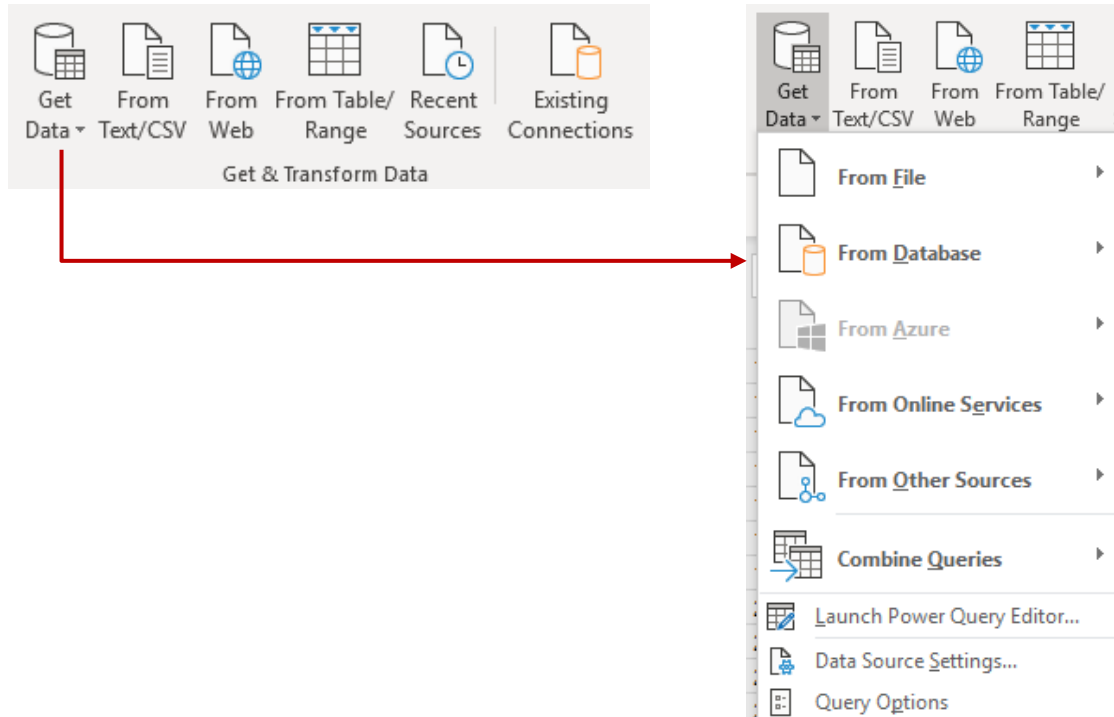 Get From From From Table/ Recent Existing
Data Text/CSV Web Range Sources Connections
Get & Transform Data
Get From From From Table/
Data Text/CSV Web Range
From File
From Database
From Azure
From Online Services
From Other Sources
Combine Queries
Launch Power Query Editor...
Data Source Settings...
Query Options